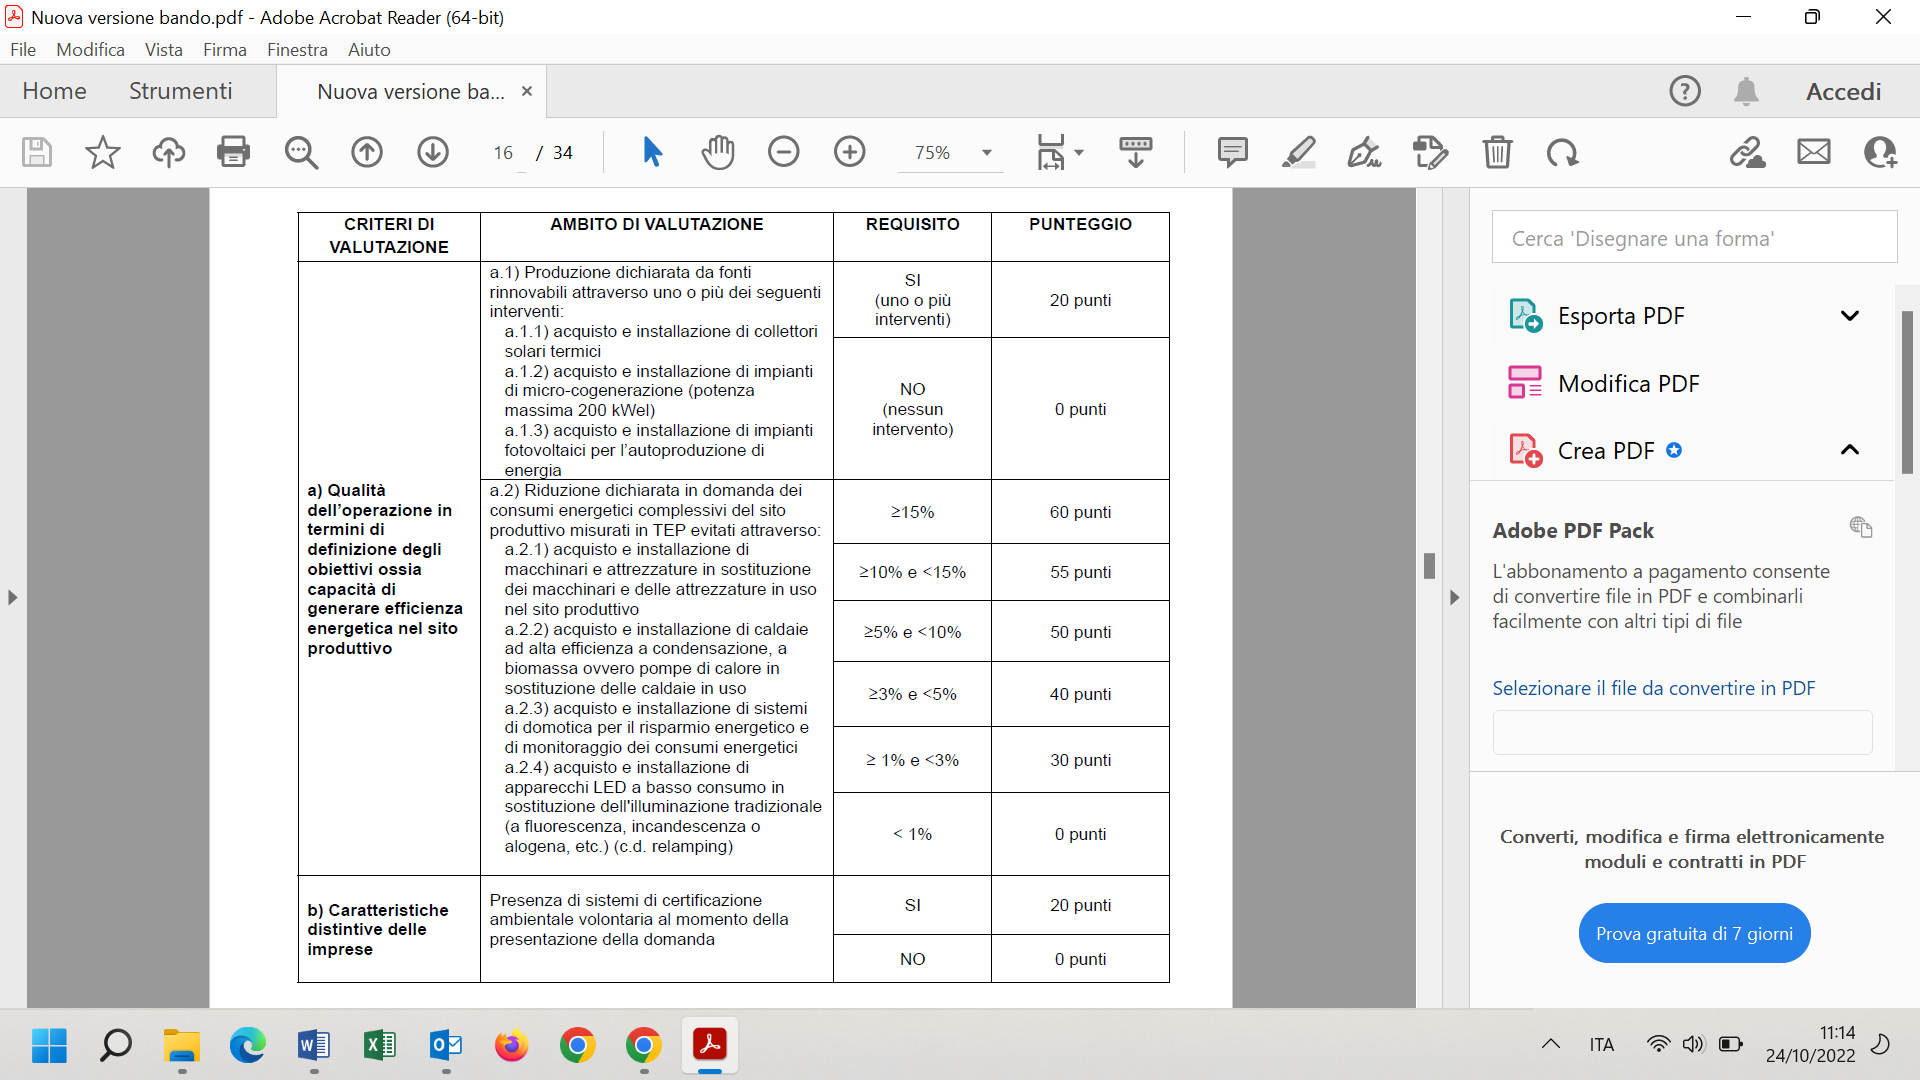 Nuova versione bando.pdf - Adobe Acrobat Reader (64-bit)
File Modifica Vista Firma Finestra Aiuto
Home Strumenti Nuova versione ba... × Accedi
16 / 34 75%
CRITERI DI VALUTAZIONE
AMBITO DI VALUTAZIONE
REQUISITO
PUNTEGGIO
a) Qualità
dell’operazione in
termini di
definizione degli
obiettivi ossia
capacità di
generare efficienza
energetica nel sito
produttivo
a.1) Produzione dichiarata da fonti
rinnovabili attraverso uno o più dei seguenti
interventi:
a.1.1) acquisto e installazione di collettori
solari termici
a.1.2) acquisto e installazione di impianti
di micro-cogenerazione (potenza
massima 200 kWel)
a.1.3) acquisto e installazione di impianti
fotovoltaici per l’autoproduzione di
energia
SI
(uno o più
interventi)
20 punti
NO
(nessun
intervento)
0 punti
a.2) Riduzione dichiarata in domanda dei
consumi energetici complessivi del sito
produttivo misurati in TEP evitati attraverso:
a.2.1) acquisto e installazione di
macchinari e attrezzature in sostituzione
dei macchinari e delle attrezzature in uso
nel sito produttivo
a.2.2) acquisto e installazione di caldaie
ad alta efficienza a condensazione, a
biomassa ovvero pompe di calore in
sostituzione delle caldaie in uso
a.2.3) acquisto e installazione di sistemi
di domotica per il risparmio energetico e
di monitoraggio dei consumi energetici
a.2.4) acquisto e installazione di
apparecchi LED a basso consumo in
sostituzione dell'illuminazione tradizionale
(a fluorescenza, incandescenza o
alogena, etc.) (c.d. relamping)
≥15% 60 punti
≥10% e <15% 55 punti
≥5% e <10% 50 punti
≥3% e <5% 40 punti
≥ 1% e <3% 30 punti
< 1% 0 punti
b) Caratteristiche
distintive delle
imprese
Presenza di sistemi di certificazione
ambientale volontaria al momento della
presentazione della domanda
SI 20 punti
NO 0 punti
Cerca 'Disegnare una forma'
Esporta PDF
Modifica PDF
Crea PDF
Adobe PDF Pack
L'abbonamento a pagamento consente
di convertire file in PDF e combinarli
facilmente con altri tipi di file
Selezionare il file da convertire in PDF
Converti, modifica e firma elettronicamente
moduli e contratti in PDF
Prova gratuita di 7 giorni
ITA
11:14
24/10/2022